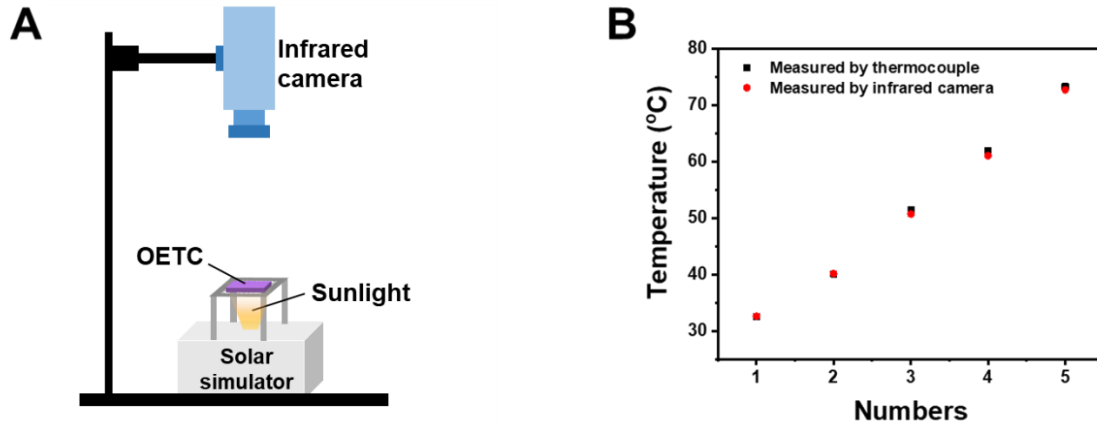 A
Infrared
camera
OETC
Sunlight
Solar
simulator
B
Measured by thermocouple
Measured by infrared camera
Temperature (°C)
80
70
60
50
40
30
1 2 3 4 5
Numbers